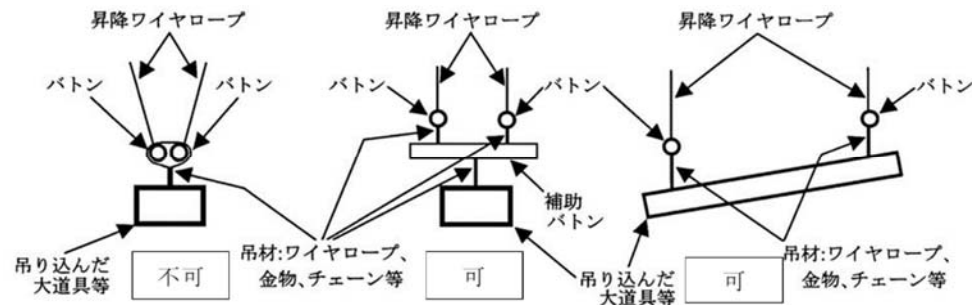 昇降ワイヤロープ
昇降ワイヤロープ
昇降ワイヤロープ
バトン
バトン
バトン
バトン
バトン
補助
バトン
吊り込んだ
大道具等
不可
吊材:ワイヤロープ、
金物、チェーン等
可
吊り込んだ
大道具等
可
吊材:ワイヤロープ、
金物、チェーン等